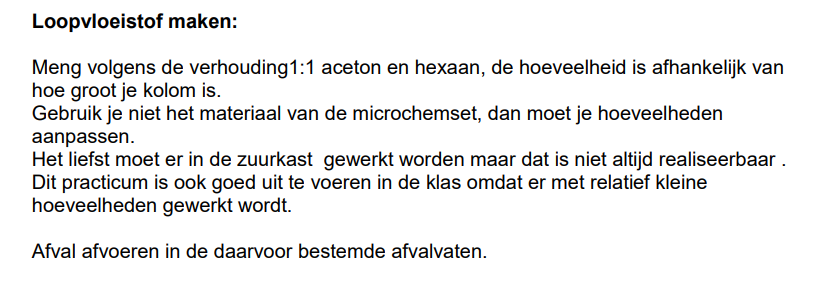 Loopvloeistof maken:
Meng volgens de verhouding1:1 aceton en hexaan, de hoeveelheid is afhankelijk van
hoe groot je kolom is.
Gebruik je niet het materiaal van de microchemset, dan moet je hoeveelheden
aanpassen.
Het liefst moet er in de zuurkast  gewerkt worden maar dat is niet altijd realiseerbaar .
Dit practicum is ook goed uit te voeren in de klas omdat er met relatief kleine
hoeveelheden gewerkt wordt.
Afval afvoeren in de daarvoor bestemde afvalvaten.